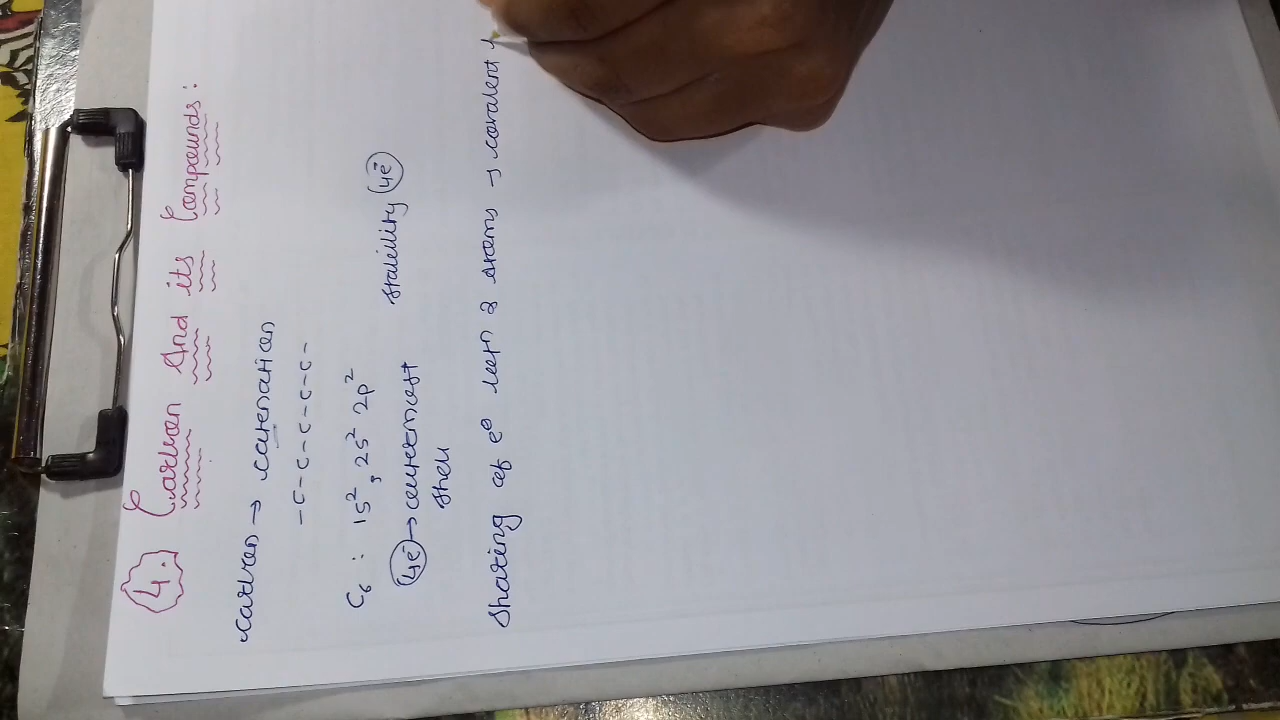 4. Carbon And its Compounds:
carbon → catenation
-C-C-C-C-C-
C6 : 1s², 2s² 2p²
4e⁻ → outermost shell stability 4e⁻
Sharing of e⁻s betn 2 atoms → covalent